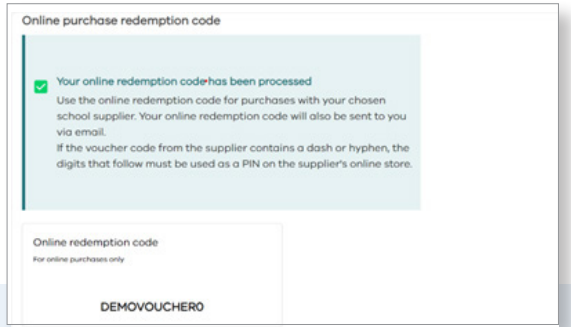 Online purchase redemption code
Your online redemption code has been processed
Use the online redemption code for purchases with your chosen
school supplier. Your online redemption code will also be sent to you
via email.
If the voucher code from the supplier contains a dash or hyphen, the
digits that follow must be used as a PIN on the supplier's online store.
Online redemption code
For online purchases only
DEMOVOUCHER0